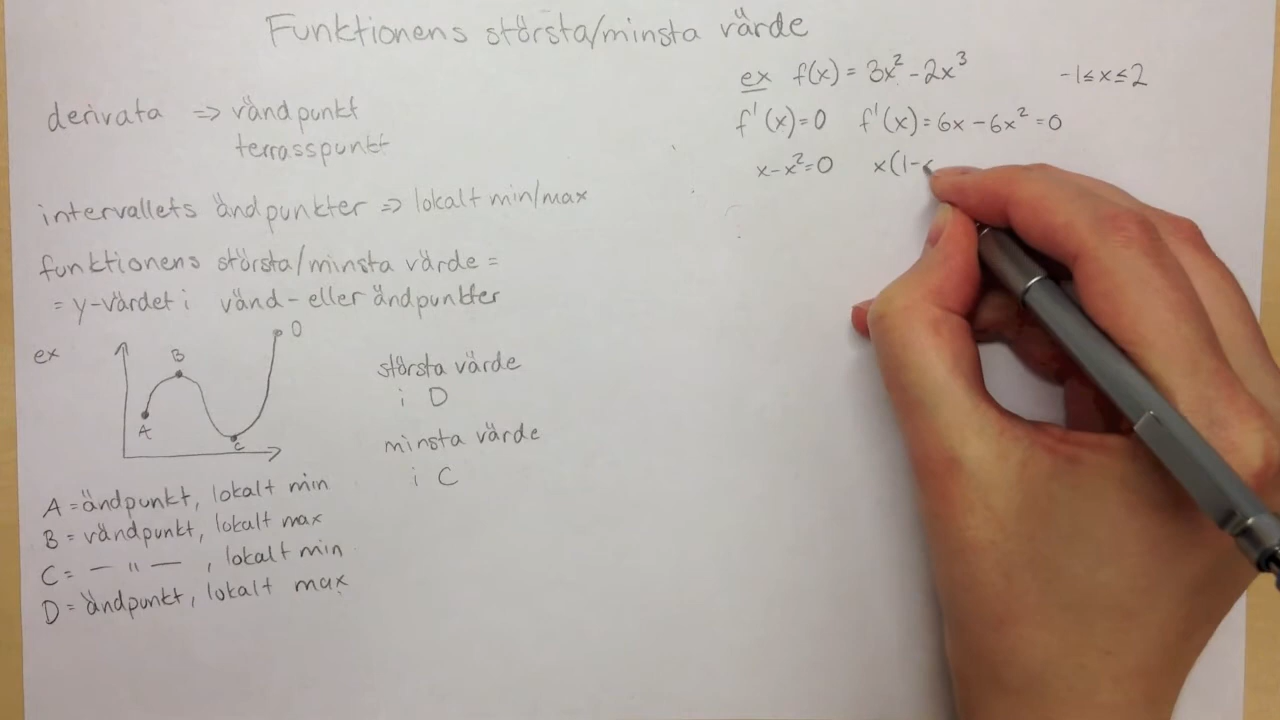 Funktionens största/minsta värde
derivata => vändpunkt
terrasspunkt
intervallets ändpunkter => lokalt min/max
funktionens största/minsta värde =
= y-värdet i vänd- eller ändpunkter
ex
A
B
C
D
största värde
i D
minsta värde
i C
A = ändpunkt, lokalt min
B = vändpunkt, lokalt max
C = — " — , lokalt min
D = ändpunkt, lokalt max
ex f(x) = 3x² - 2x³ -1≤x≤2
f'(x)=0 f'(x)=6x-6x²=0
x-x²=0 x(1-